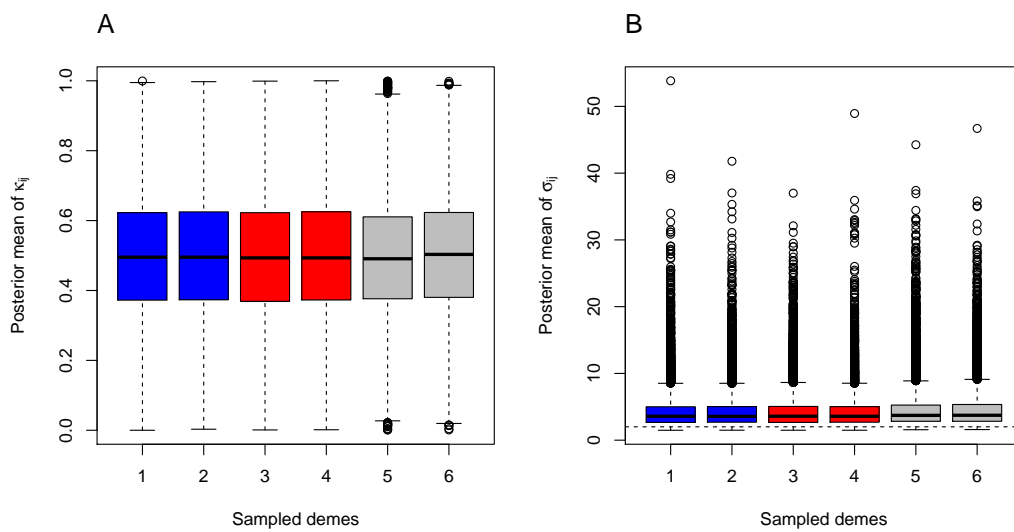 A
Posterior mean of κij
1.0
0.8
0.6
0.4
0.2
0.0
1 2 3 4 5 6
Sampled demes
B
Posterior mean of σij
50
40
30
20
10
0
1 2 3 4 5 6
Sampled demes